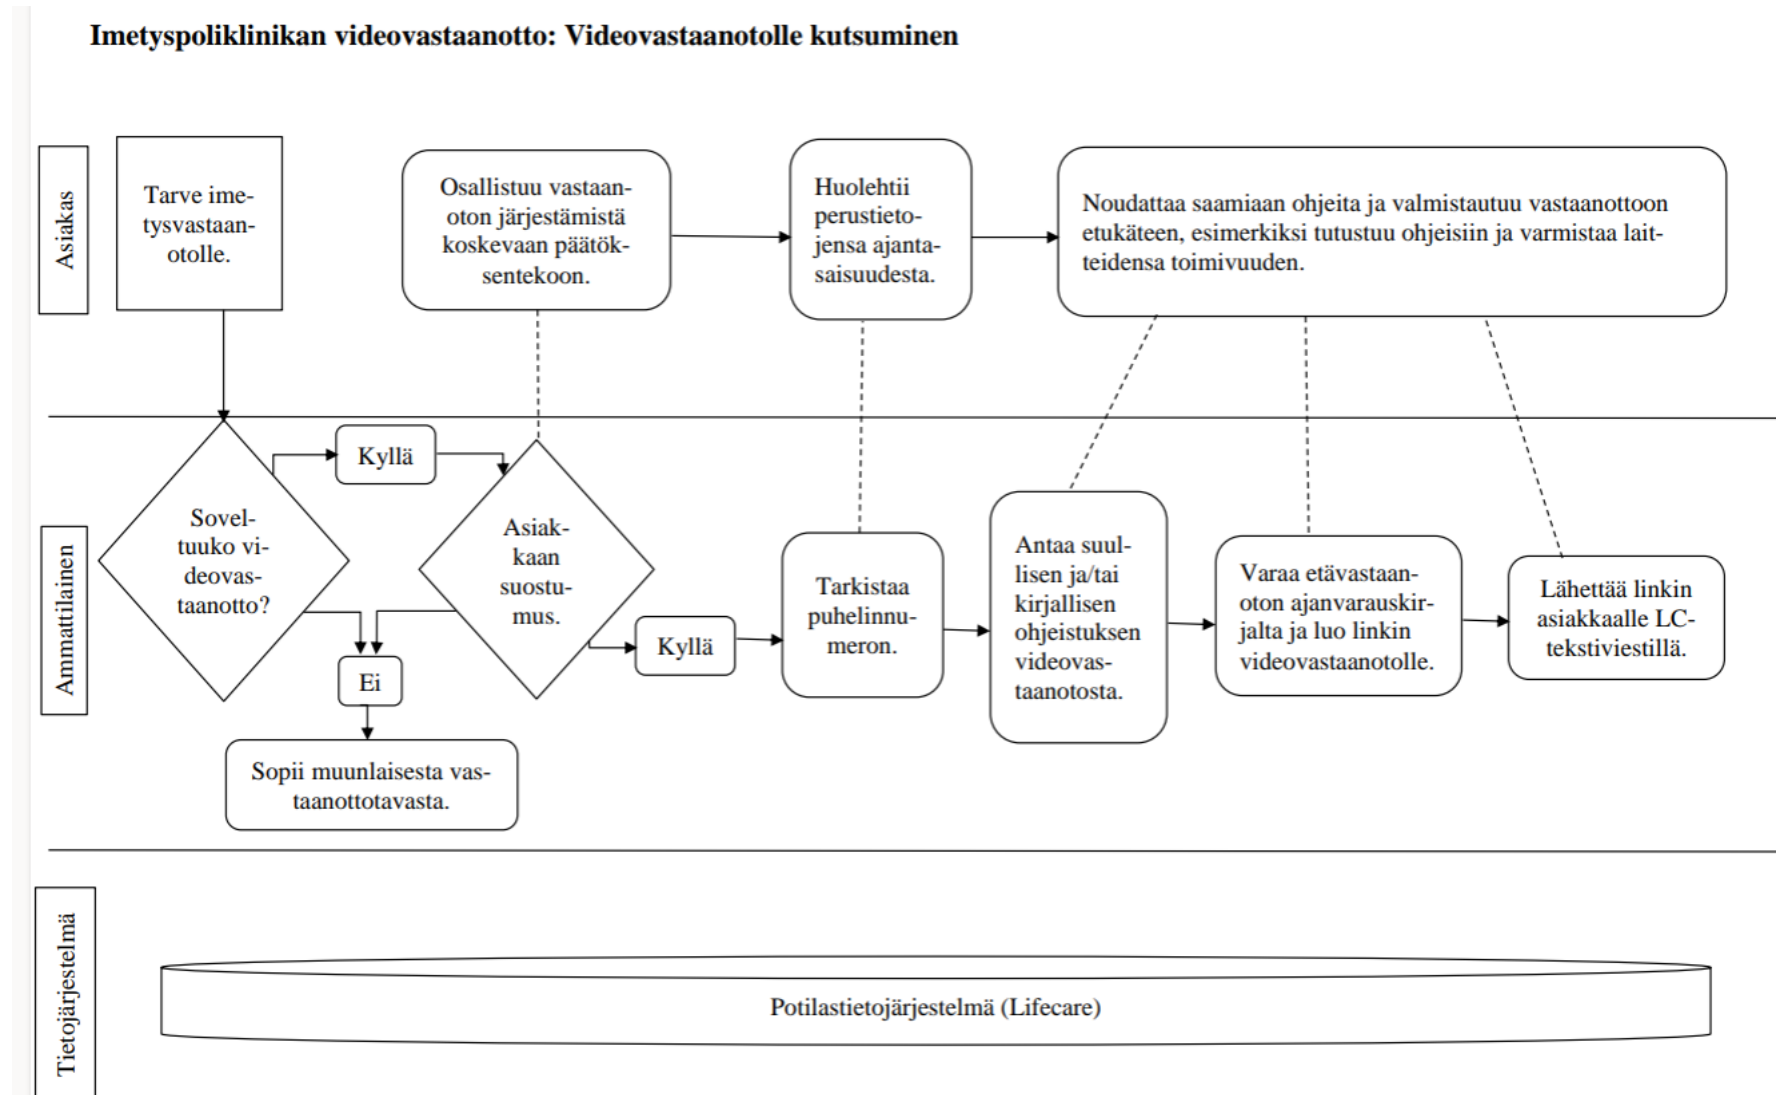 Imetyspoliklinikan videovastaanotto: Videovastaanotolle kutsuminen
Asiakas
Tarve ime-
tysvastaan-
otolle.
Osallistuu vastaan-
oton järjestämistä
koskevaan päätök-
sentekoon.
Huolehtii
perustieto-
jensa ajanta-
saisuudesta.
Noudattaa saamiaan ohjeita ja valmistautuu vastaanottoon
etukäteen, esimerkiksi tutustuu ohjeisiin ja varmistaa lait-
teidensa toimivuuden.
Ammattilainen
Sovel-
tuuko vi-
deovas-
taanotto?
Kyllä
Ei
Sopii muunlaisesta vas-
taanottotavasta.
Asiak-
kaan
suostu-
mus.
Kyllä
Tarkistaa
puhelinnu-
meron.
Antaa suul-
lisen ja/tai
kirjallisen
ohjeistuksen
videovas-
taanotosta.
Varaa etävastaan-
oton ajanvarauskir-
jalta ja luo linkin
videovastaanotolle.
Lähettää linkin
asiakkaalle LC-
tekstiviestillä.
Tietojärjestelmä
Potilastietojärjestelmä (Lifecare)